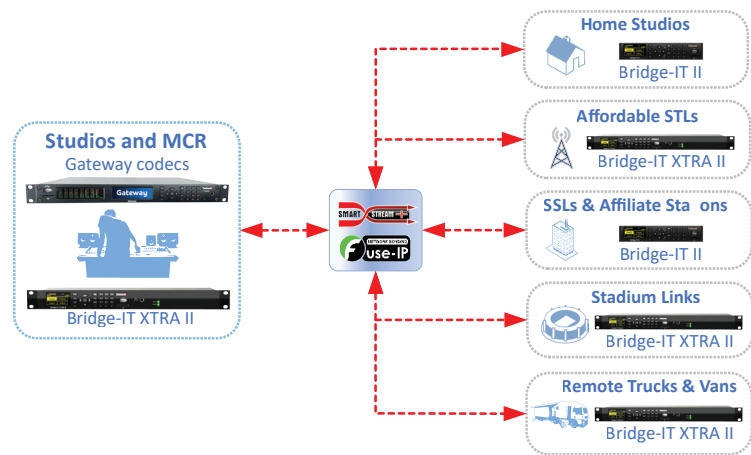 Studios and MCR
Gateway codecs
Gateway
Bridge-IT XTRA II
SMART STREAM
NETWORK BONDING
Fuse-IP
Home Studios
Bridge-IT II
Affordable STLs
Bridge-IT XTRA II
SSLs & Affiliate Sta ons
Bridge-IT II
Stadium Links
Bridge-IT XTRA II
Remote Trucks & Vans
Bridge-IT XTRA II